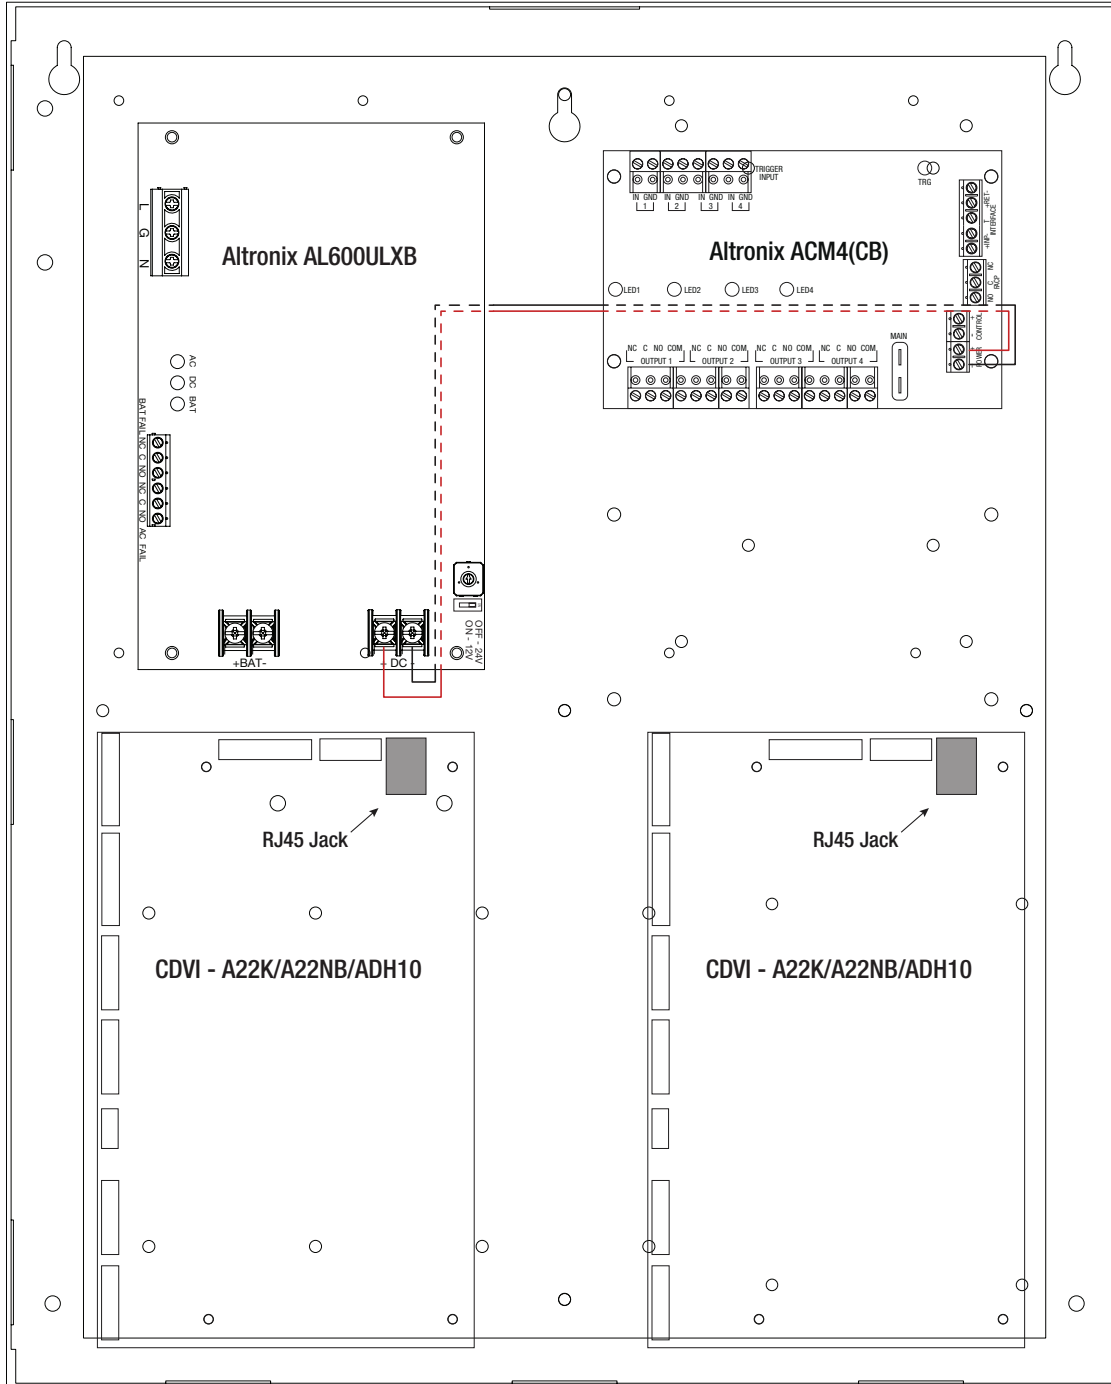 TRIGGER
INPUT
TRG
IN GND IN GND IN GND IN GND
1 2 3 4
+INP- T +RET-
INTERFACE
L
G
N
Altronix AL600ULXB
Altronix ACM4(CB)
NO C NC
FACP
LED1 LED2 LED3 LED4
- CONTROL +
- POWER +
MAIN
NC C NO COM NC C NO COM NC C NO COM NC C NO COM
OUTPUT 1 OUTPUT 2 OUTPUT 3 OUTPUT 4
AC
DC
BAT
BAT FAIL NC C NO NC C NO AC FAIL
OFF - 24V
ON - 12V
+BAT-
+ DC -
RJ45 Jack
RJ45 Jack
CDVI - A22K/A22NB/ADH10
CDVI - A22K/A22NB/ADH10